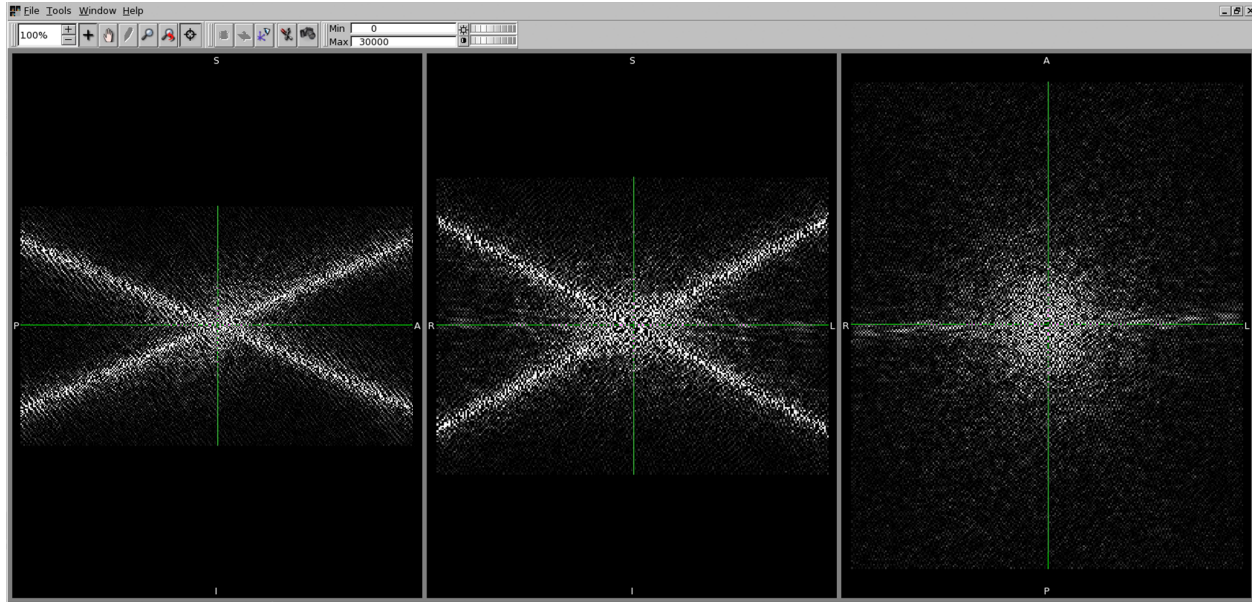 File Tools Window Help
100%
Min 0
Max 30000
S S A
P A R L R L
I I P